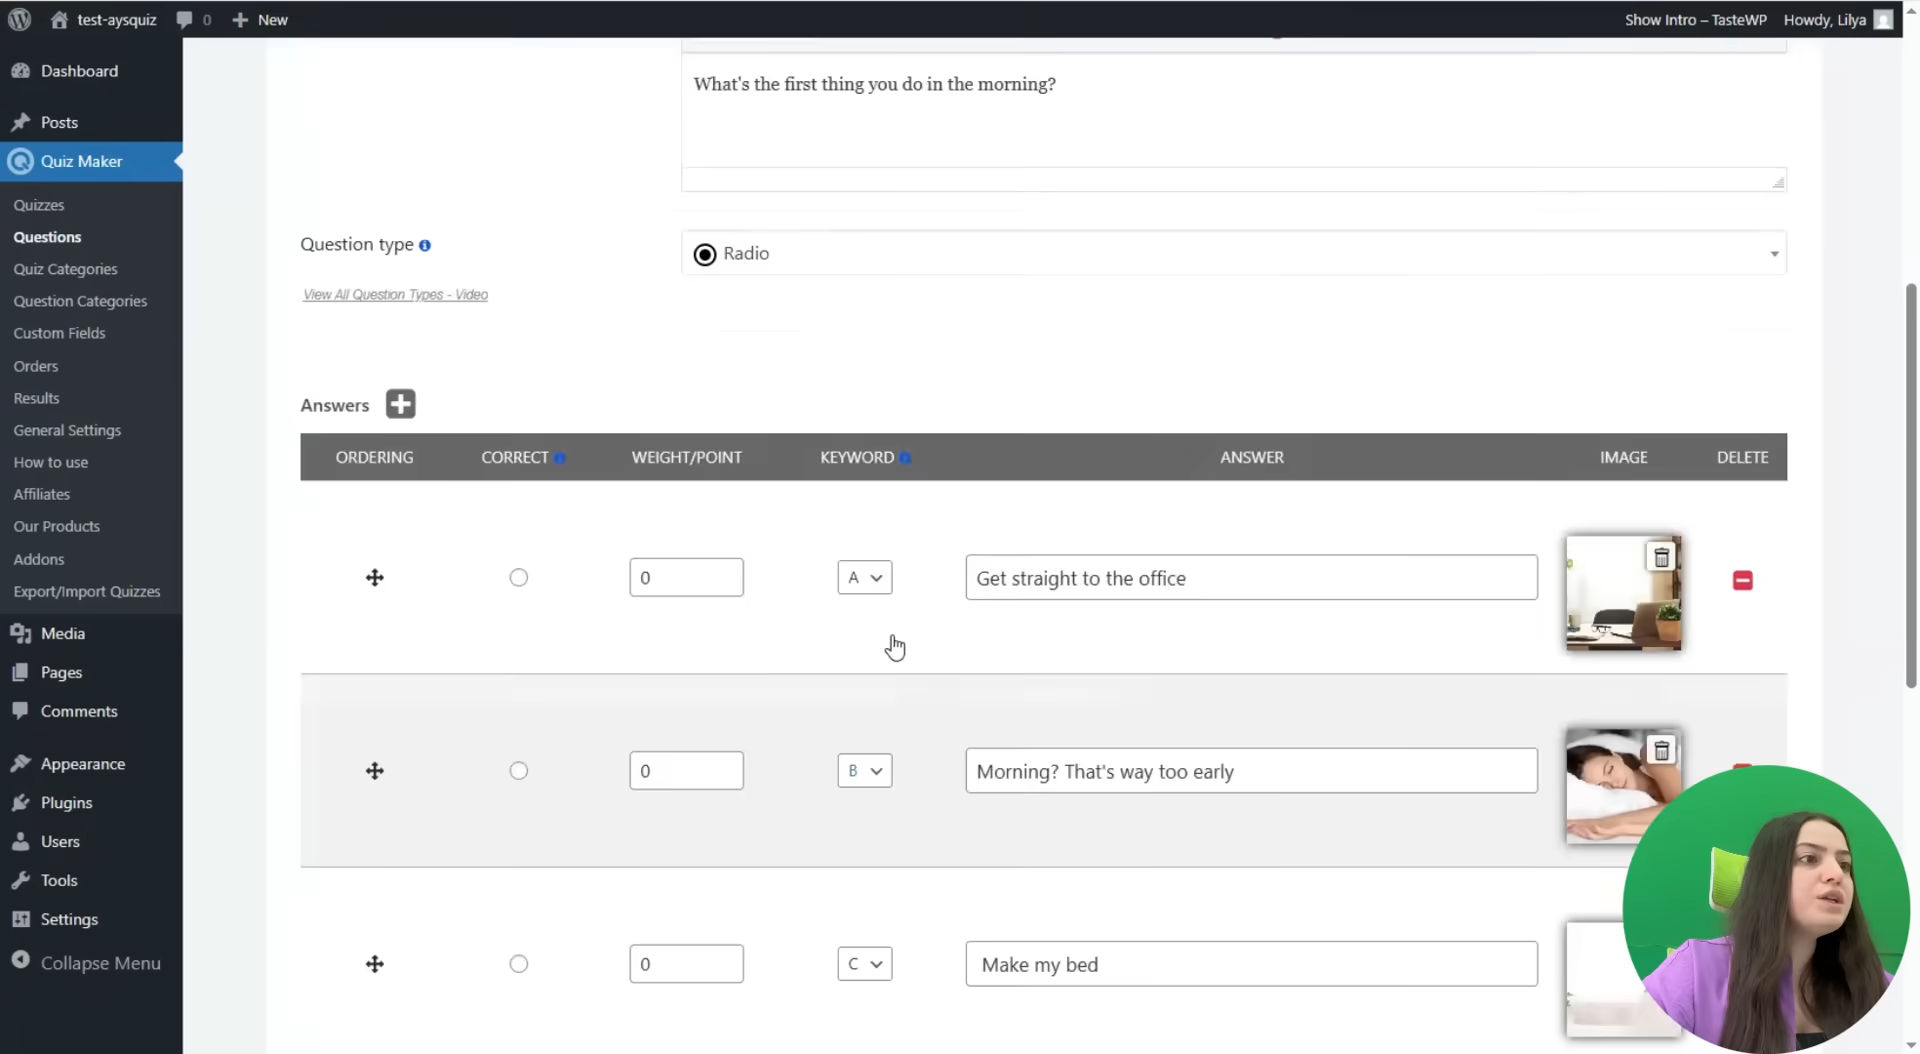 test-aysquiz
0
New
Show Intro – TasteWP
Howdy, Lilya
Dashboard
Posts
Quiz Maker
Quizzes
Questions
Quiz Categories
Question Categories
Custom Fields
Orders
Results
General Settings
How to use
Affiliates
Our Products
Addons
Export/Import Quizzes
Media
Pages
Comments
Appearance
Plugins
Users
Tools
Settings
Collapse Menu
What's the first thing you do in the morning?
Question type
Radio
View All Question Types - Video
Answers
ORDERING CORRECT WEIGHT/POINT KEYWORD ANSWER IMAGE DELETE
0 A Get straight to the office
0 B Morning? That's way too early
0 C Make my bed